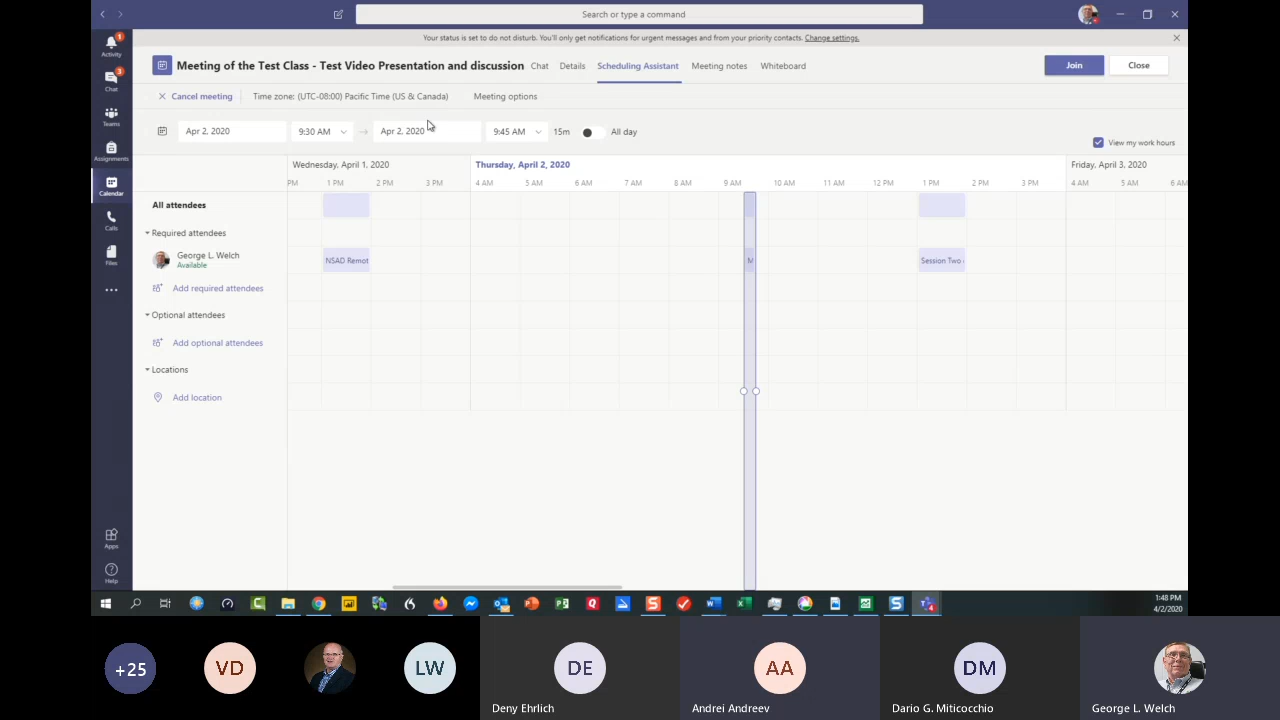 Search or type a command
Your status is set to do not disturb. You'll only get notifications for urgent messages and from your priority contacts. Change settings.
1
Activity
3
Chat
Teams
Assignments
Calendar
Calls
Files
Apps
Help
Meeting of the Test Class - Test Video Presentation and discussion Chat Details Scheduling Assistant Meeting notes Whiteboard Join Close
Cancel meeting Time zone: (UTC-08:00) Pacific Time (US & Canada) Meeting options
Apr 2, 2020 9:30 AM Apr 2, 2020 9:45 AM 15m All day
View my work hours
Wednesday, April 1, 2020 Thursday, April 2, 2020 Friday, April 3, 2020
PM 1 PM 2 PM 3 PM 4 AM 5 AM 6 AM 7 AM 8 AM 9 AM 10 AM 11 AM 12 PM 1 PM 2 PM 3 PM 4 AM 5 AM 6 AM
All attendees
Required attendees
George L. Welch
Available
NSAD Remot M Session Two
Add required attendees
Optional attendees
Add optional attendees
Locations
Add location
1:48 PM
4/2/2020
+25 VD LW DE AA DM
Deny Ehrlich Andrei Andreev Dario G. Miticocchio George L. Welch